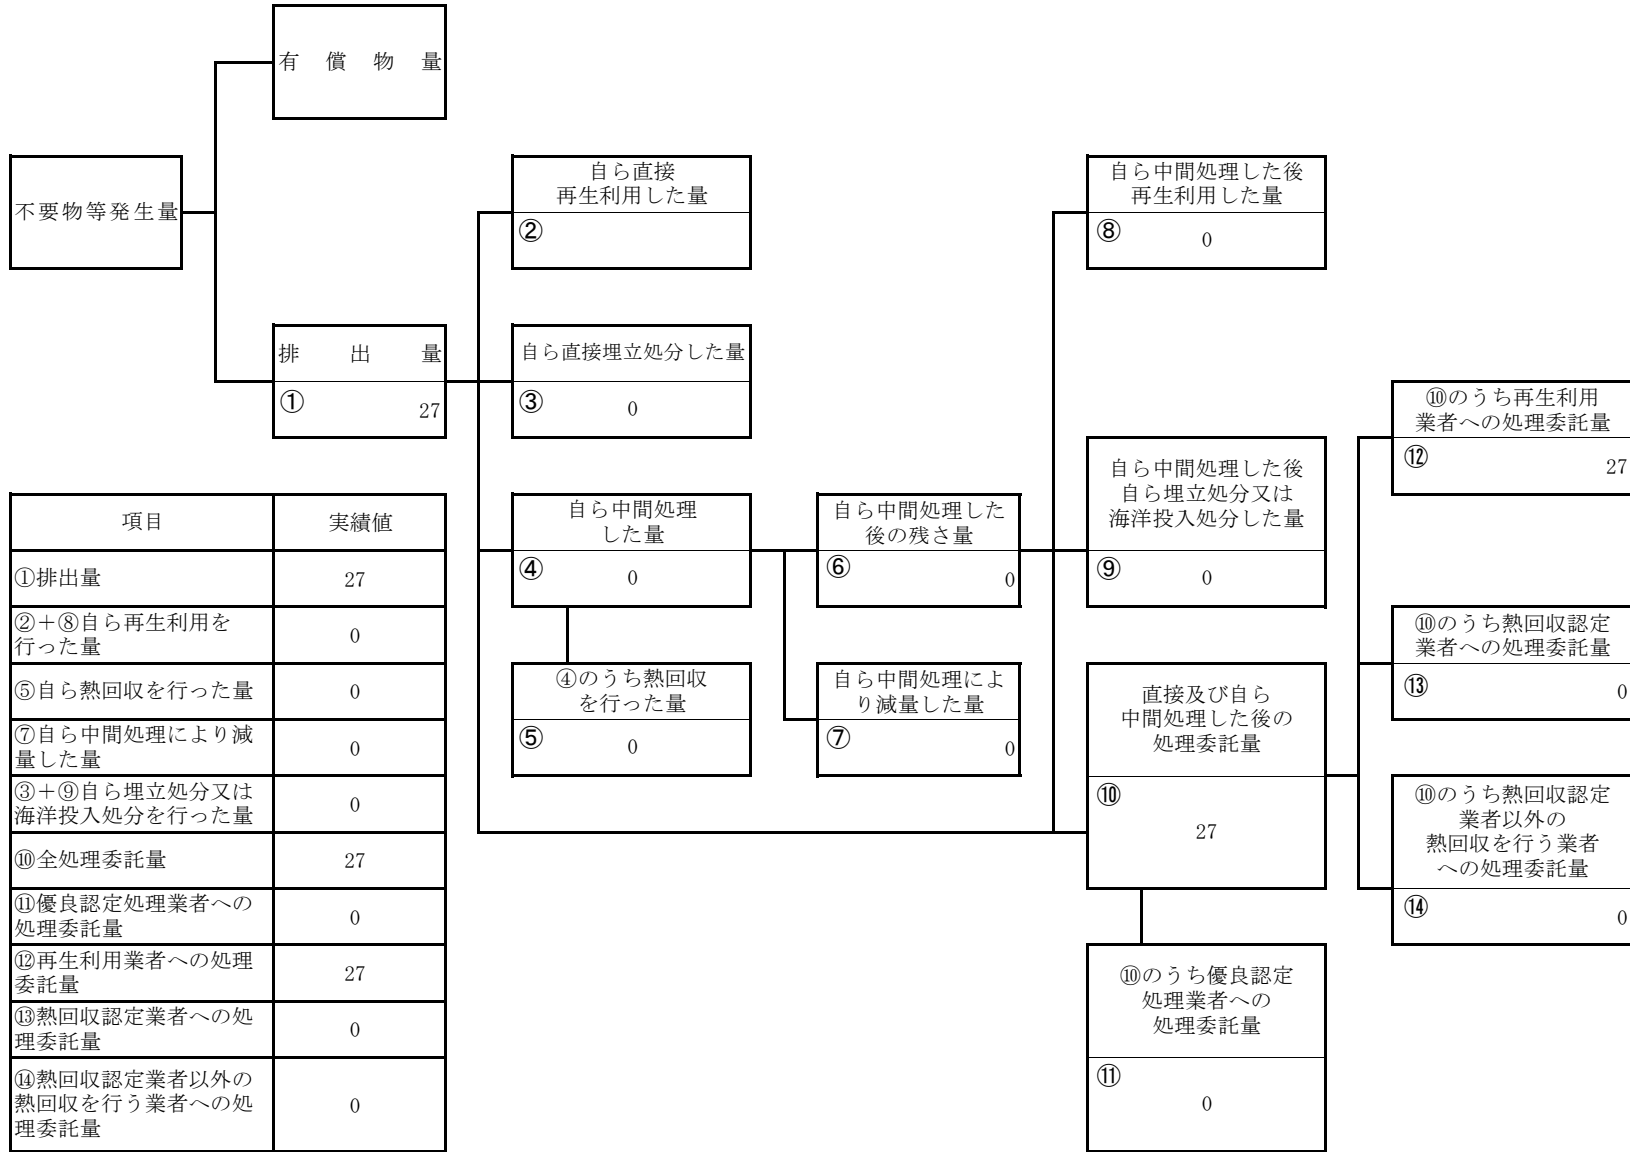 有償物量
不要物等発生量
自ら直接
再生利用した量
②
自ら中間処理した後
再生利用した量
⑧ 0
排出量
① 27
自ら直接埋立処分した量
③ 0
⑩のうち再生利用
業者への処理委託量
⑫ 27
自ら中間処理
した量
④ 0
自ら中間処理した
後の残さ量
⑥ 0
自ら中間処理した後
自ら埋立処分又は
海洋投入処分した量
⑨ 0
⑩のうち熱回収認定
業者への処理委託量
⑬ 0
④のうち熱回収
を行った量
⑤ 0
自ら中間処理によ
り減量した量
⑦ 0
直接及び自ら
中間処理した後の
処理委託量
⑩
27
⑩のうち熱回収認定
業者以外の
熱回収を行う業者
への処理委託量
⑭ 0
⑩のうち優良認定
処理業者への
処理委託量
⑪
0
項目 実績値
①排出量 27
②＋⑧自ら再生利用を
行った量 0
⑤自ら熱回収を行った量 0
⑦自ら中間処理により減
量した量 0
③＋⑨自ら埋立処分又は
海洋投入処分を行った量 0
⑩全処理委託量 27
⑪優良認定処理業者への
処理委託量 0
⑫再生利用業者への処理
委託量 27
⑬熱回収認定業者への処
理委託量 0
⑭熱回収認定業者以外の
熱回収を行う業者への処
理委託量 0